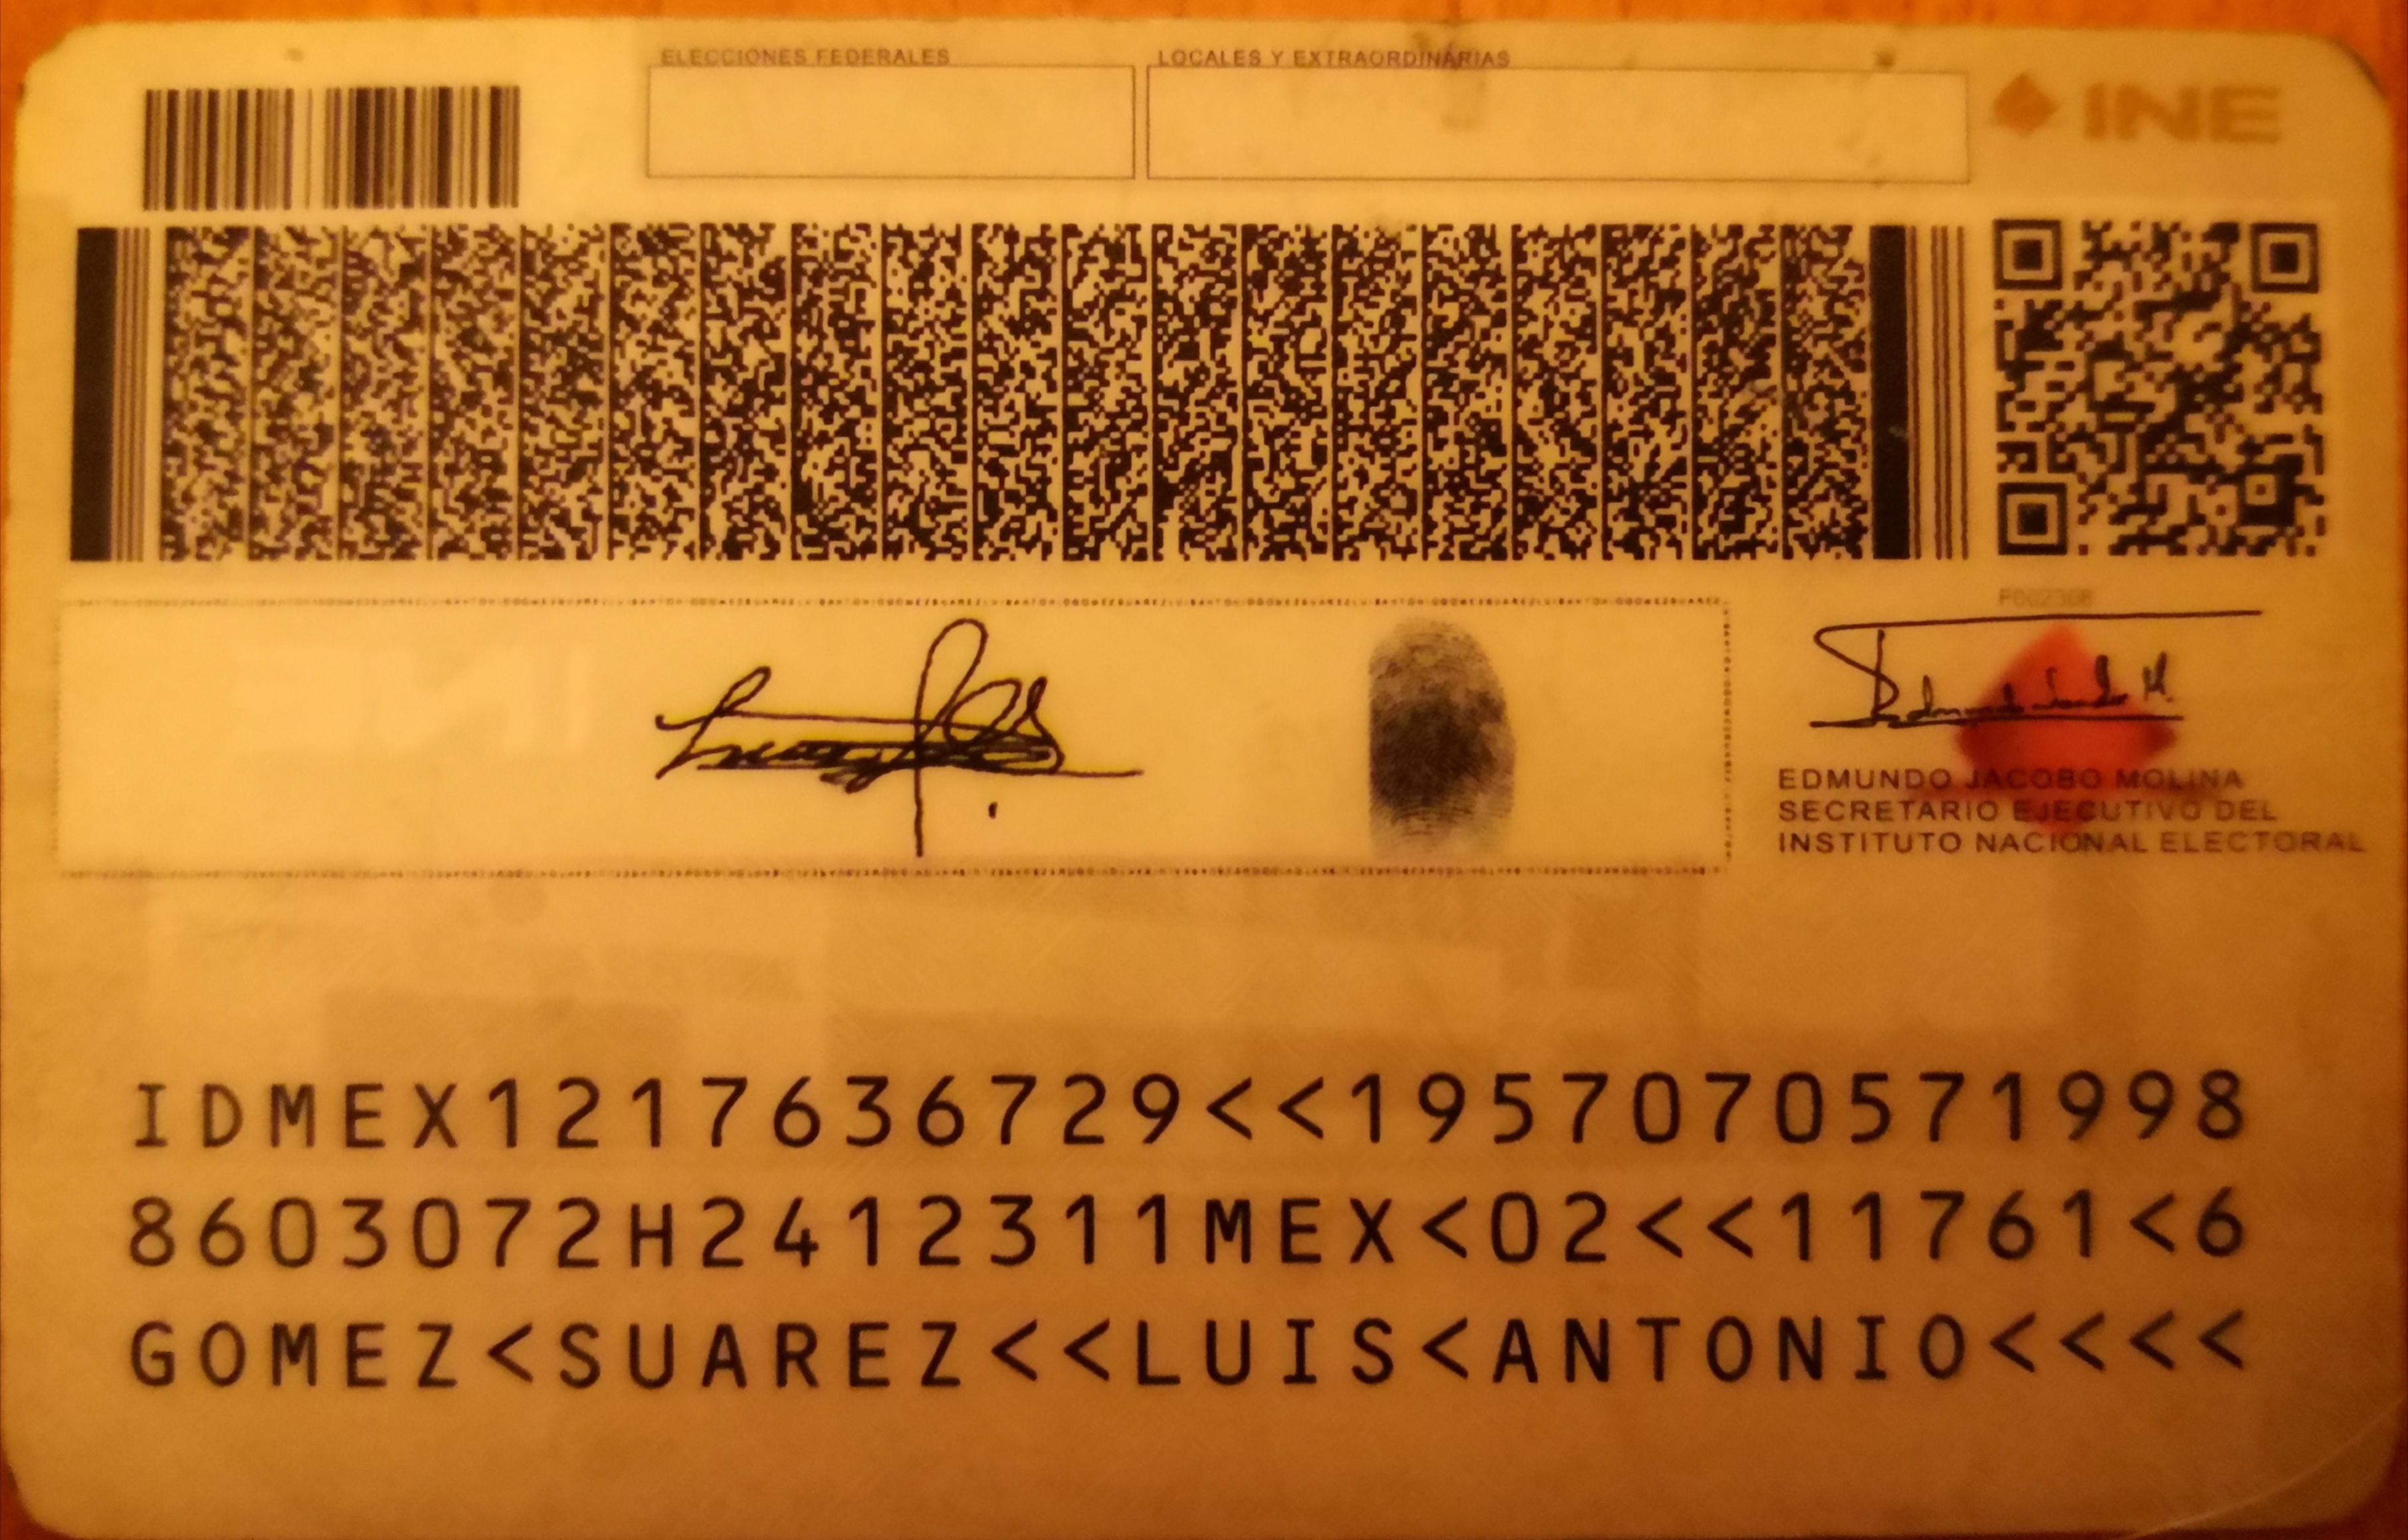 ELECCIONES FEDERALES
LOCALES Y EXTRAORDINARIAS
INE
EDMUNDO JACOBO MOLINA
SECRETARIO EJECUTIVO DEL
INSTITUTO NACIONAL ELECTORAL
IDMEX1217636729<<1957070571998
8603072H2412311MEX<02<<11761<6
GOMEZ<SUAREZ<<LUIS<ANTONIO<<<<